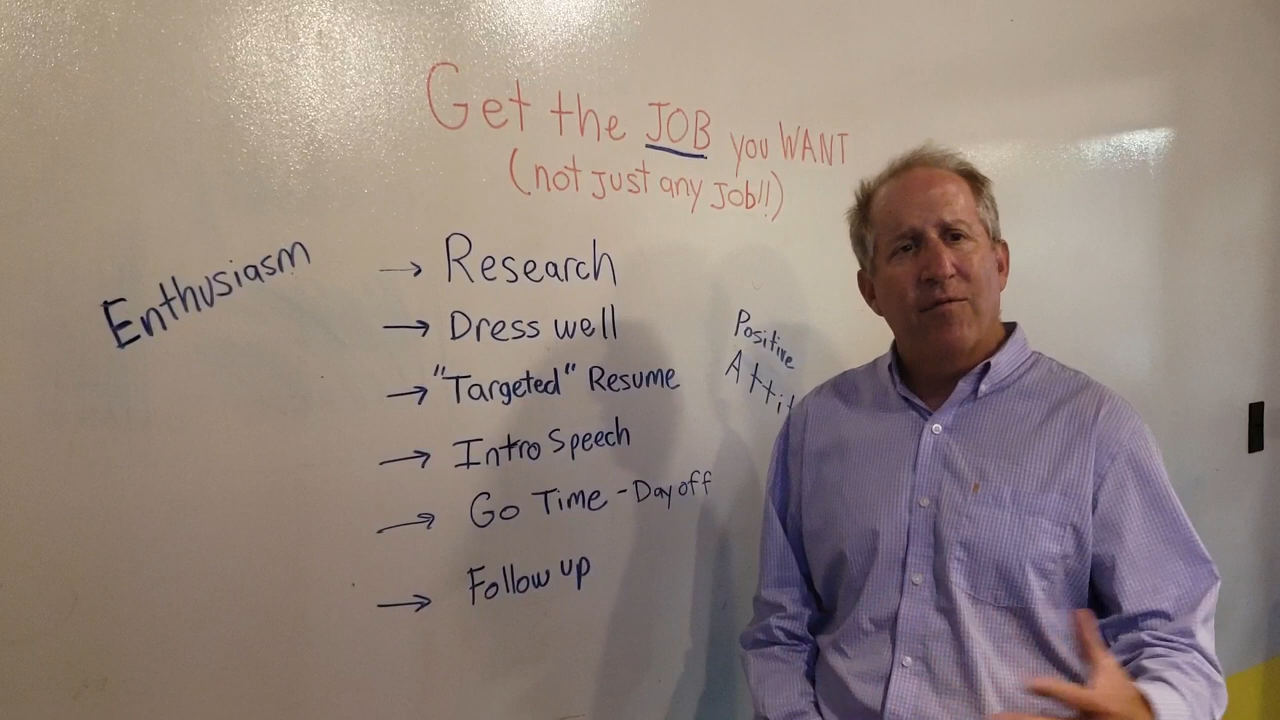 Get the JOB you WANT
(not just any Job!!)
Enthusiasm
→ Research
→ Dress well
→ "Targeted" Resume
→ Intro Speech
→ Go Time - Day off
→ Follow up
Positive